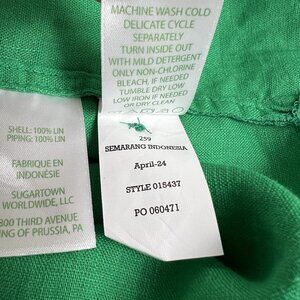 MACHINE WASH COLD
DELICATE CYCLE
SEPARATELY
TURN INSIDE OUT
WITH MILD DETERGENT
ONLY NON-CHLORINE
BLEACH, IF NEEDED
TUMBLE DRY LOW
LOW IRON IF NEEDED
OR DRY CLEAN
SHELL: 100% LIN
PIPING: 100% LIN
FABRIQUÉ EN
INDONÉSIE
SUGARTOWN
WORLDWIDE, LLC
800 THIRD AVENUE
KING OF PRUSSIA, PA
259
SEMARANG INDONESIA
April-24
STYLE 015437
PO 060471